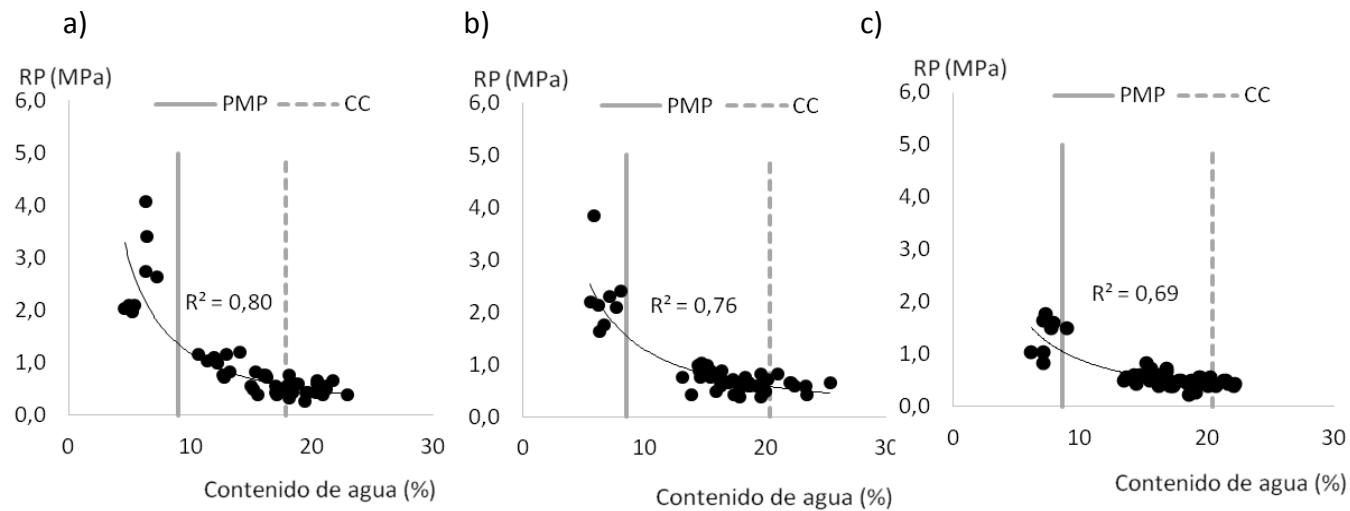 a)
RP (MPa)
PMP
CC
6,0
5,0
4,0
3,0
2,0
1,0
0,0
R² = 0,80
0
10
20
30
Contenido de agua (%)
b)
RP (MPa)
PMP
CC
6,0
5,0
4,0
3,0
2,0
1,0
0,0
R² = 0,76
0
10
20
30
Contenido de agua (%)
c)
RP (MPa)
PMP
CC
6,0
5,0
4,0
3,0
2,0
1,0
0,0
R² = 0,69
0
10
20
30
Contenido de agua (%)